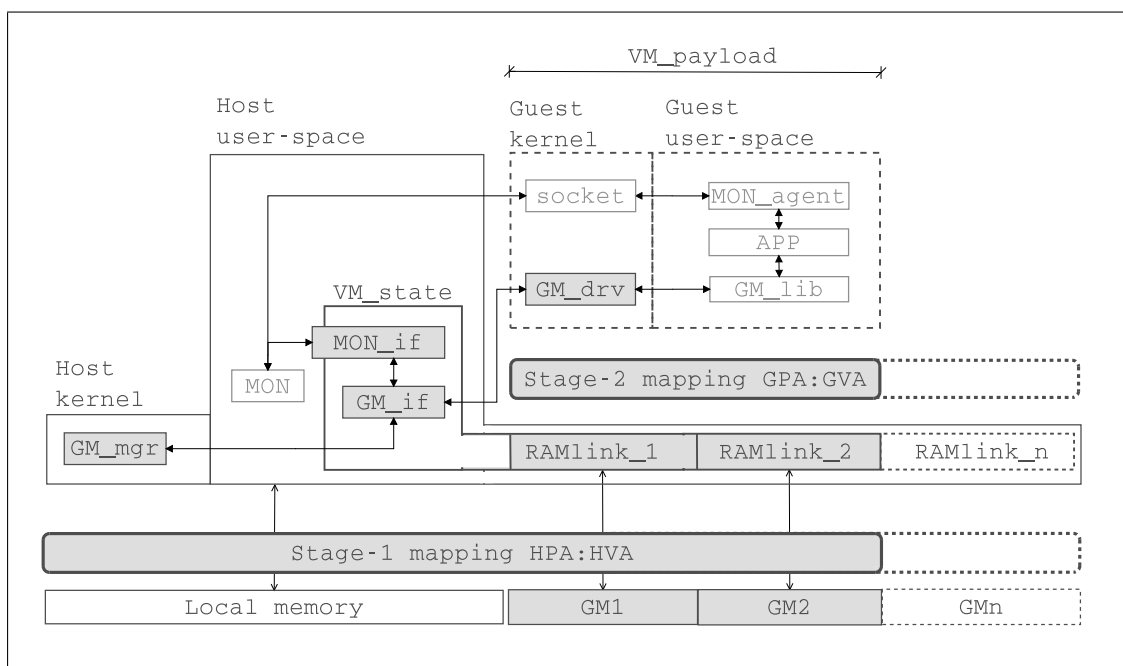 VM_payload
Host
user-space
Guest
kernel
Guest
user-space
socket
MON_agent
APP
GM_drv
GM_lib
VM_state
MON_if
MON
GM_if
Host
kernel
GM_mgr
Stage-2 mapping GPA:GVA
RAMlink_1
RAMlink_2
RAMlink_n
Stage-1 mapping HPA:HVA
Local memory
GM1
GM2
GMn